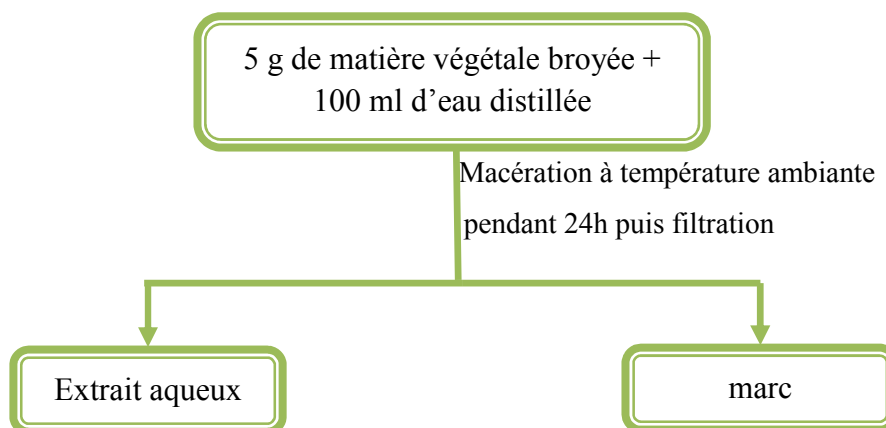 5 g de matière végétale broyée +
100 ml d’eau distillée
Macération à température ambiante
pendant 24h puis filtration
Extrait aqueux
marc